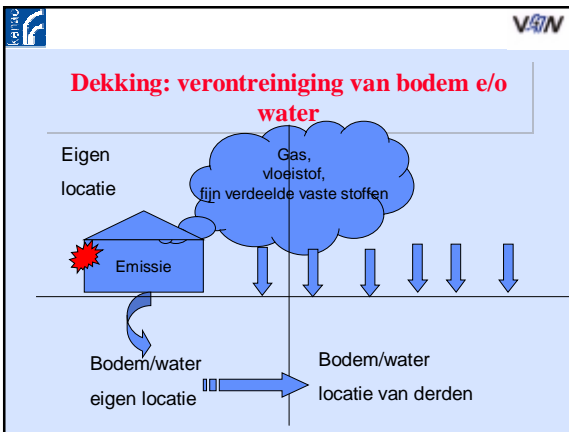 Dekking: verontreiniging van bodem e/o
water
Eigen
locatie
Gas,
vloeistof,
fijn verdeelde vaste stoffen
Emissie
Bodem/water
eigen locatie
Bodem/water
locatie van derden